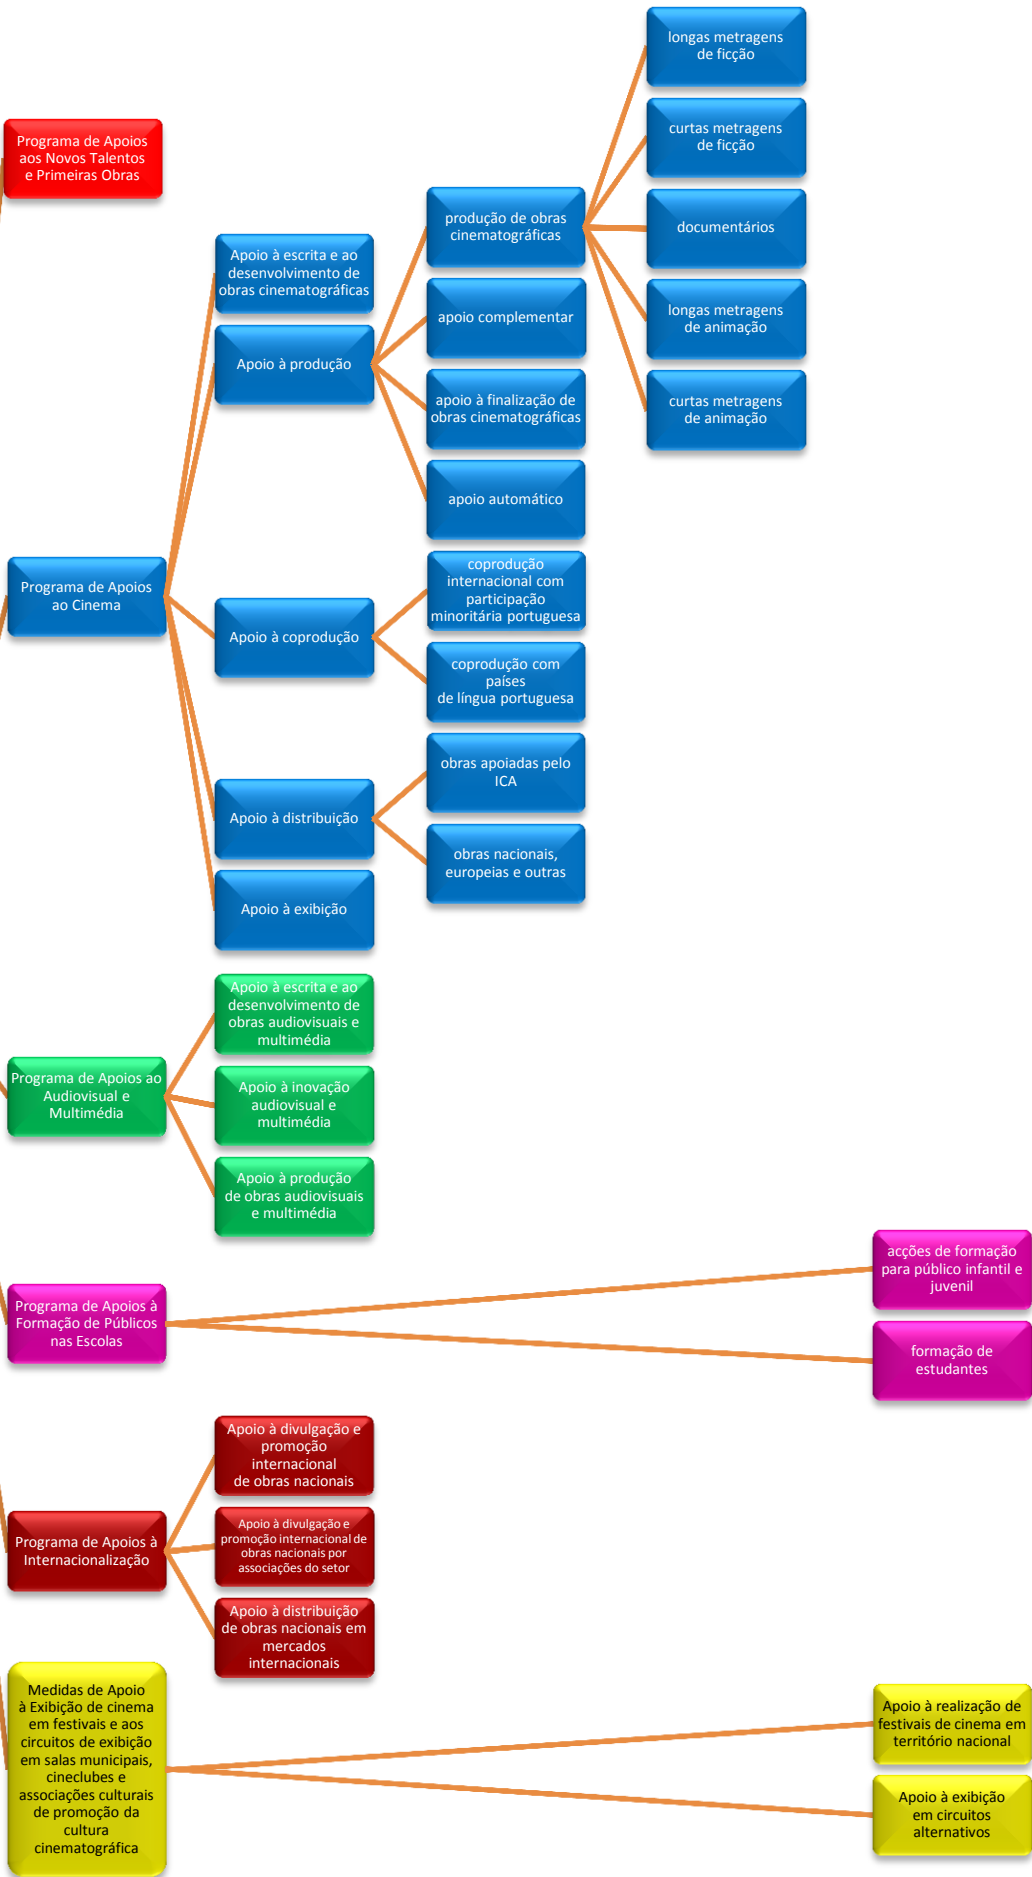 Programa de Apoios
aos Novos Talentos
e Primeiras Obras
Programa de Apoios
ao Cinema
Apoio à escrita e ao
desenvolvimento de
obras cinematográficas
Apoio à produção
produção de obras
cinematográficas
longas metragens
de ficção
curtas metragens
de ficção
documentários
longas metragens
de animação
curtas metragens
de animação
apoio complementar
apoio à finalização de
obras cinematográficas
apoio automático
Apoio à coprodução
coprodução
internacional com
participação
minoritária portuguesa
coprodução com
países
de língua portuguesa
Apoio à distribuição
obras apoiadas pelo
ICA
obras nacionais,
europeias e outras
Apoio à exibição
Programa de Apoios ao
Audiovisual e
Multimédia
Apoio à escrita e ao
desenvolvimento de
obras audiovisuais e
multimédia
Apoio à inovação
audiovisual e
multimédia
Apoio à produção
de obras audiovisuais
e multimédia
Programa de Apoios à
Formação de Públicos
nas Escolas
acções de formação
para público infantil e
juvenil
formação de
estudantes
Programa de Apoios à
Internacionalização
Apoio à divulgação e
promoção
internacional
de obras nacionais
Apoio à divulgação e
promoção internacional de
obras nacionais por
associações do setor
Apoio à distribuição
de obras nacionais em
mercados
internacionais
Medidas de Apoio
à Exibição de cinema
em festivais e aos
circuitos de exibição
em salas municipais,
cineclubes e
associações culturais
de promoção da
cultura
cinematográfica
Apoio à realização de
festivais de cinema em
território nacional
Apoio à exibição
em circuitos
alternativos